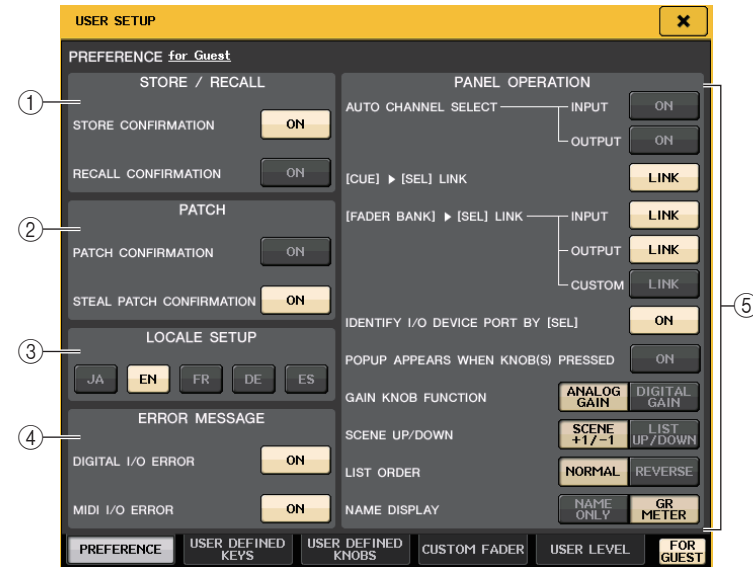 USER SETUP
PREFERENCE for Guest
STORE / RECALL
1
STORE CONFIRMATION ON
RECALL CONFIRMATION ON
PATCH
2
PATCH CONFIRMATION ON
STEAL PATCH CONFIRMATION ON
LOCALE SETUP
3
JA EN FR DE ES
ERROR MESSAGE
4
DIGITAL I/O ERROR ON
MIDI I/O ERROR ON
PANEL OPERATION
AUTO CHANNEL SELECT INPUT ON
OUTPUT ON
[CUE] ▶ [SEL] LINK LINK
[FADER BANK] ▶ [SEL] LINK INPUT LINK
OUTPUT LINK
CUSTOM LINK
5
IDENTIFY I/O DEVICE PORT BY [SEL] ON
POPUP APPEARS WHEN KNOB(S) PRESSED ON
GAIN KNOB FUNCTION ANALOG GAIN DIGITAL GAIN
SCENE UP/DOWN SCENE +1/-1 LIST UP/DOWN
LIST ORDER NORMAL REVERSE
NAME DISPLAY NAME ONLY GR METER
PREFERENCE USER DEFINED KEYS USER DEFINED KNOBS CUSTOM FADER USER LEVEL FOR GUEST